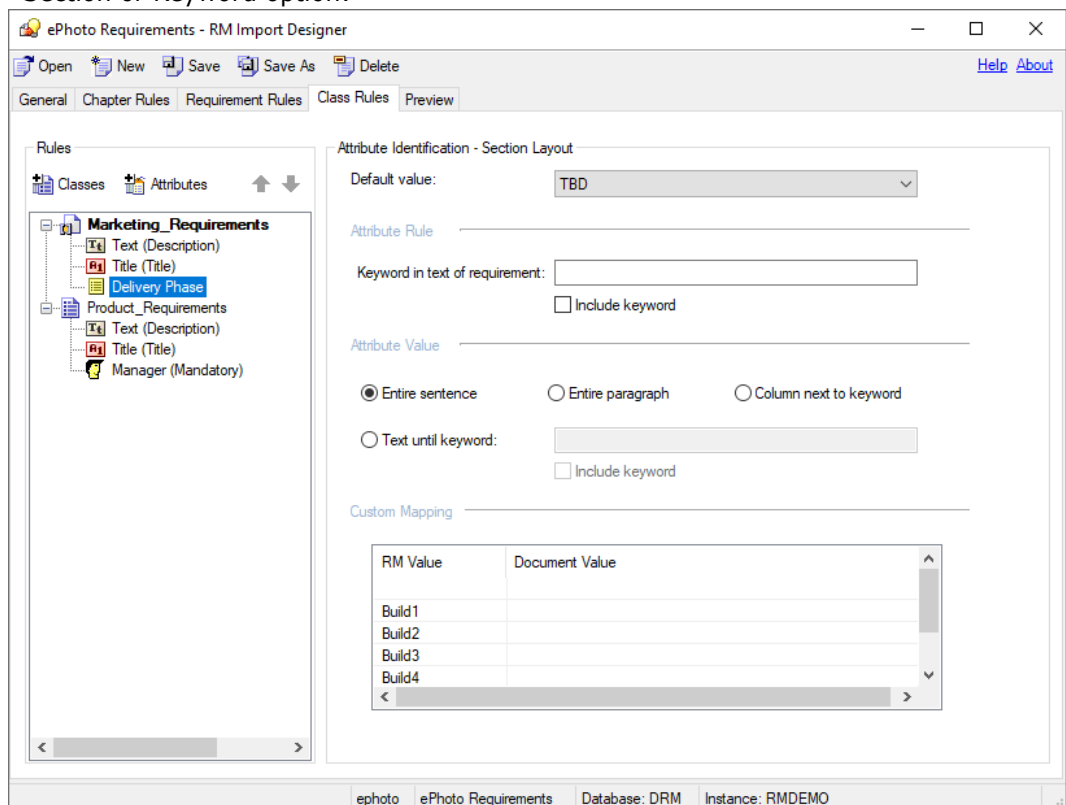 Section or Keyword option.
ePhoto Requirements - RM Import Designer
Open New Save Save As Delete Help About
General Chapter Rules Requirement Rules Class Rules Preview
Rules
Classes Attributes
Marketing_Requirements
Text (Description)
Title (Title)
Delivery Phase
Product_Requirements
Text (Description)
Title (Title)
Manager (Mandatory)
Attribute Identification - Section Layout
Default value: TBD
Attribute Rule
Keyword in text of requirement:
Include keyword
Attribute Value
Entire sentence Entire paragraph Column next to keyword
Text until keyword:
Include keyword
Custom Mapping
RM Value Document Value
Build1
Build2
Build3
Build4
ephoto ePhoto Requirements Database: DRM Instance: RMDEMO